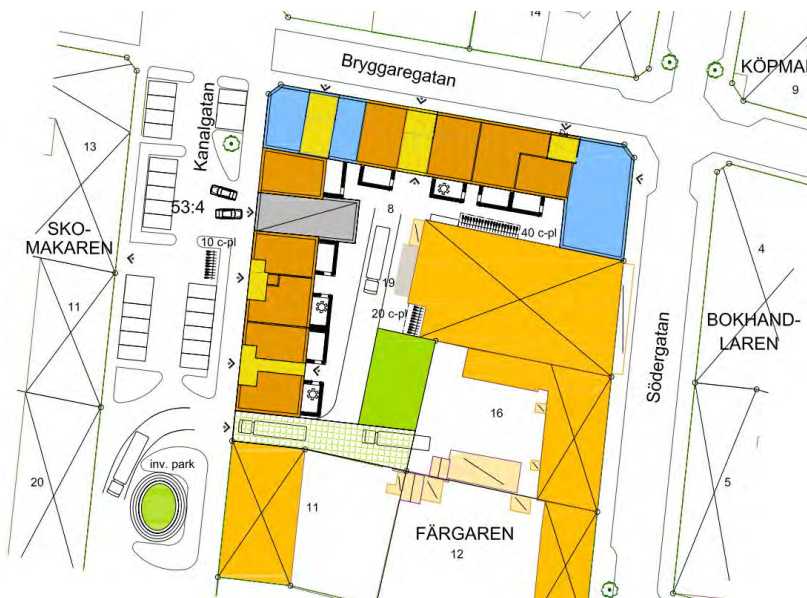 14
Bryggaregatan
KÖPMA
9
Kanalgatan
13
53:4
8
SKO-
MAKAREN
10 c-pl
40 c-pl
4
19
11
20 c-pl
BOKHAND-
LAREN
Södergatan
16
inv. park
20
11
5
FÄRGAREN
12